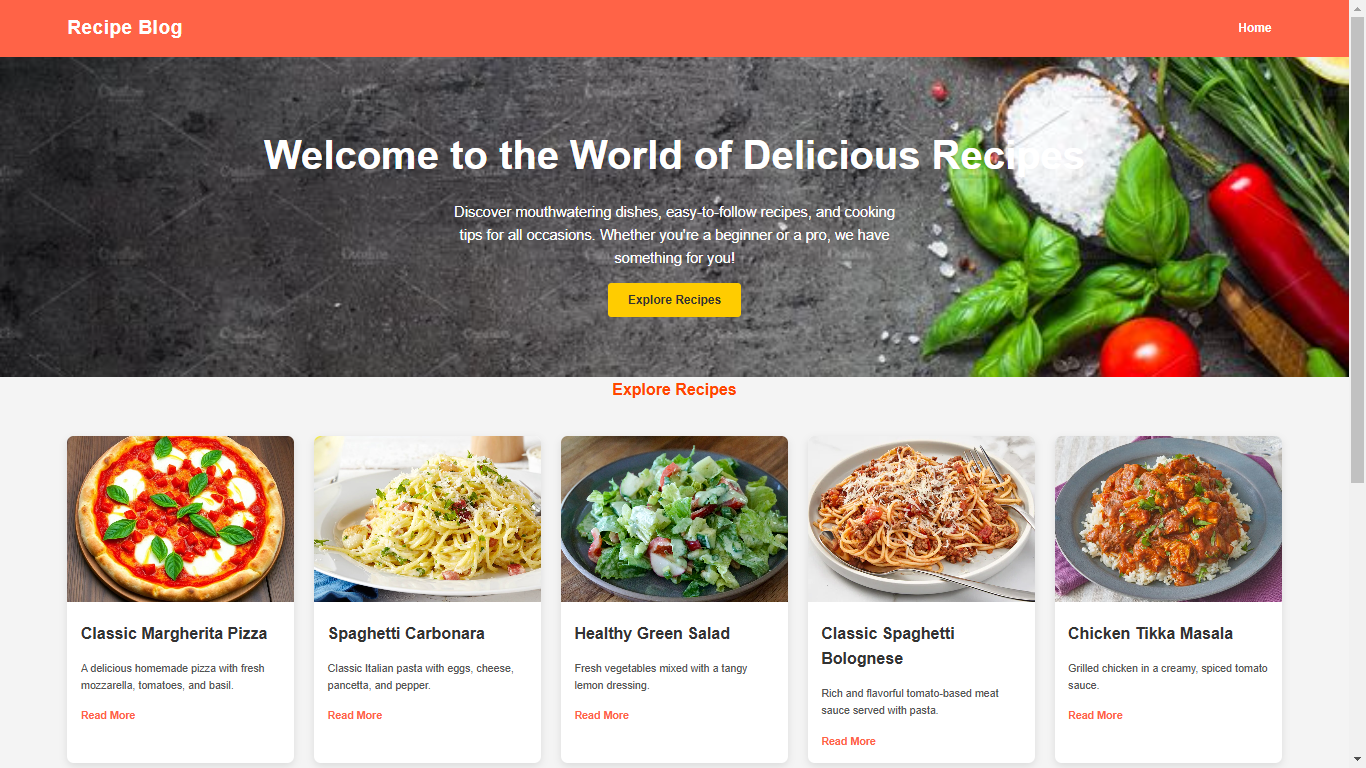 Recipe Blog
Home
Welcome to the World of Delicious Recipes
Discover mouthwatering dishes, easy-to-follow recipes, and cooking
tips for all occasions. Whether you're a beginner or a pro, we have
something for you!
Explore Recipes
Explore Recipes
Classic Margherita Pizza
A delicious homemade pizza with fresh
mozzarella, tomatoes, and basil.
Read More
Spaghetti Carbonara
Classic Italian pasta with eggs, cheese,
pancetta, and pepper.
Read More
Healthy Green Salad
Fresh vegetables mixed with a tangy
lemon dressing.
Read More
Classic Spaghetti
Bolognese
Rich and flavorful tomato-based meat
sauce served with pasta.
Read More
Chicken Tikka Masala
Grilled chicken in a creamy, spiced tomato
sauce.
Read More